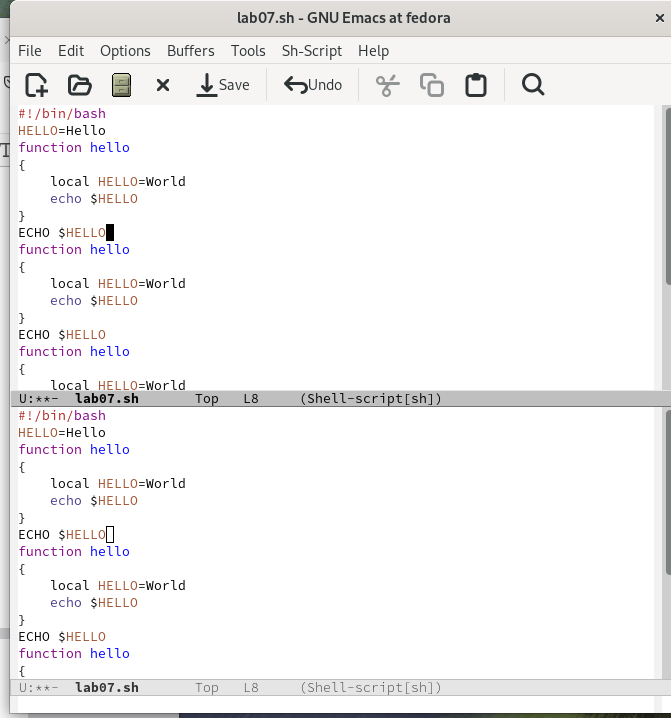 lab07.sh - GNU Emacs at fedora
File Edit Options Buffers Tools Sh-Script Help
Save Undo
#!/bin/bash
HELLO=Hello
function hello
{
    local HELLO=World
    echo $HELLO
}
ECHO $HELLO
function hello
{
    local HELLO=World
    echo $HELLO
}
ECHO $HELLO
function hello
{
    local HELLO=World
U:**-  lab07.sh       Top   L8     (Shell-script[sh])
#!/bin/bash
HELLO=Hello
function hello
{
    local HELLO=World
    echo $HELLO
}
ECHO $HELLO
function hello
{
    local HELLO=World
    echo $HELLO
}
ECHO $HELLO
function hello
{
U:**-  lab07.sh       Top   L8     (Shell-script[sh])